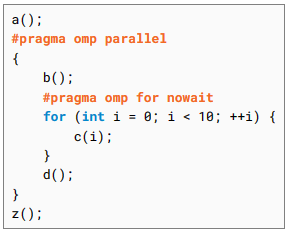 a();
#pragma omp parallel
{
    b();
    #pragma omp for nowait
    for (int i = 0; i < 10; ++i) {
        c(i);
    }
    d();
}
z();